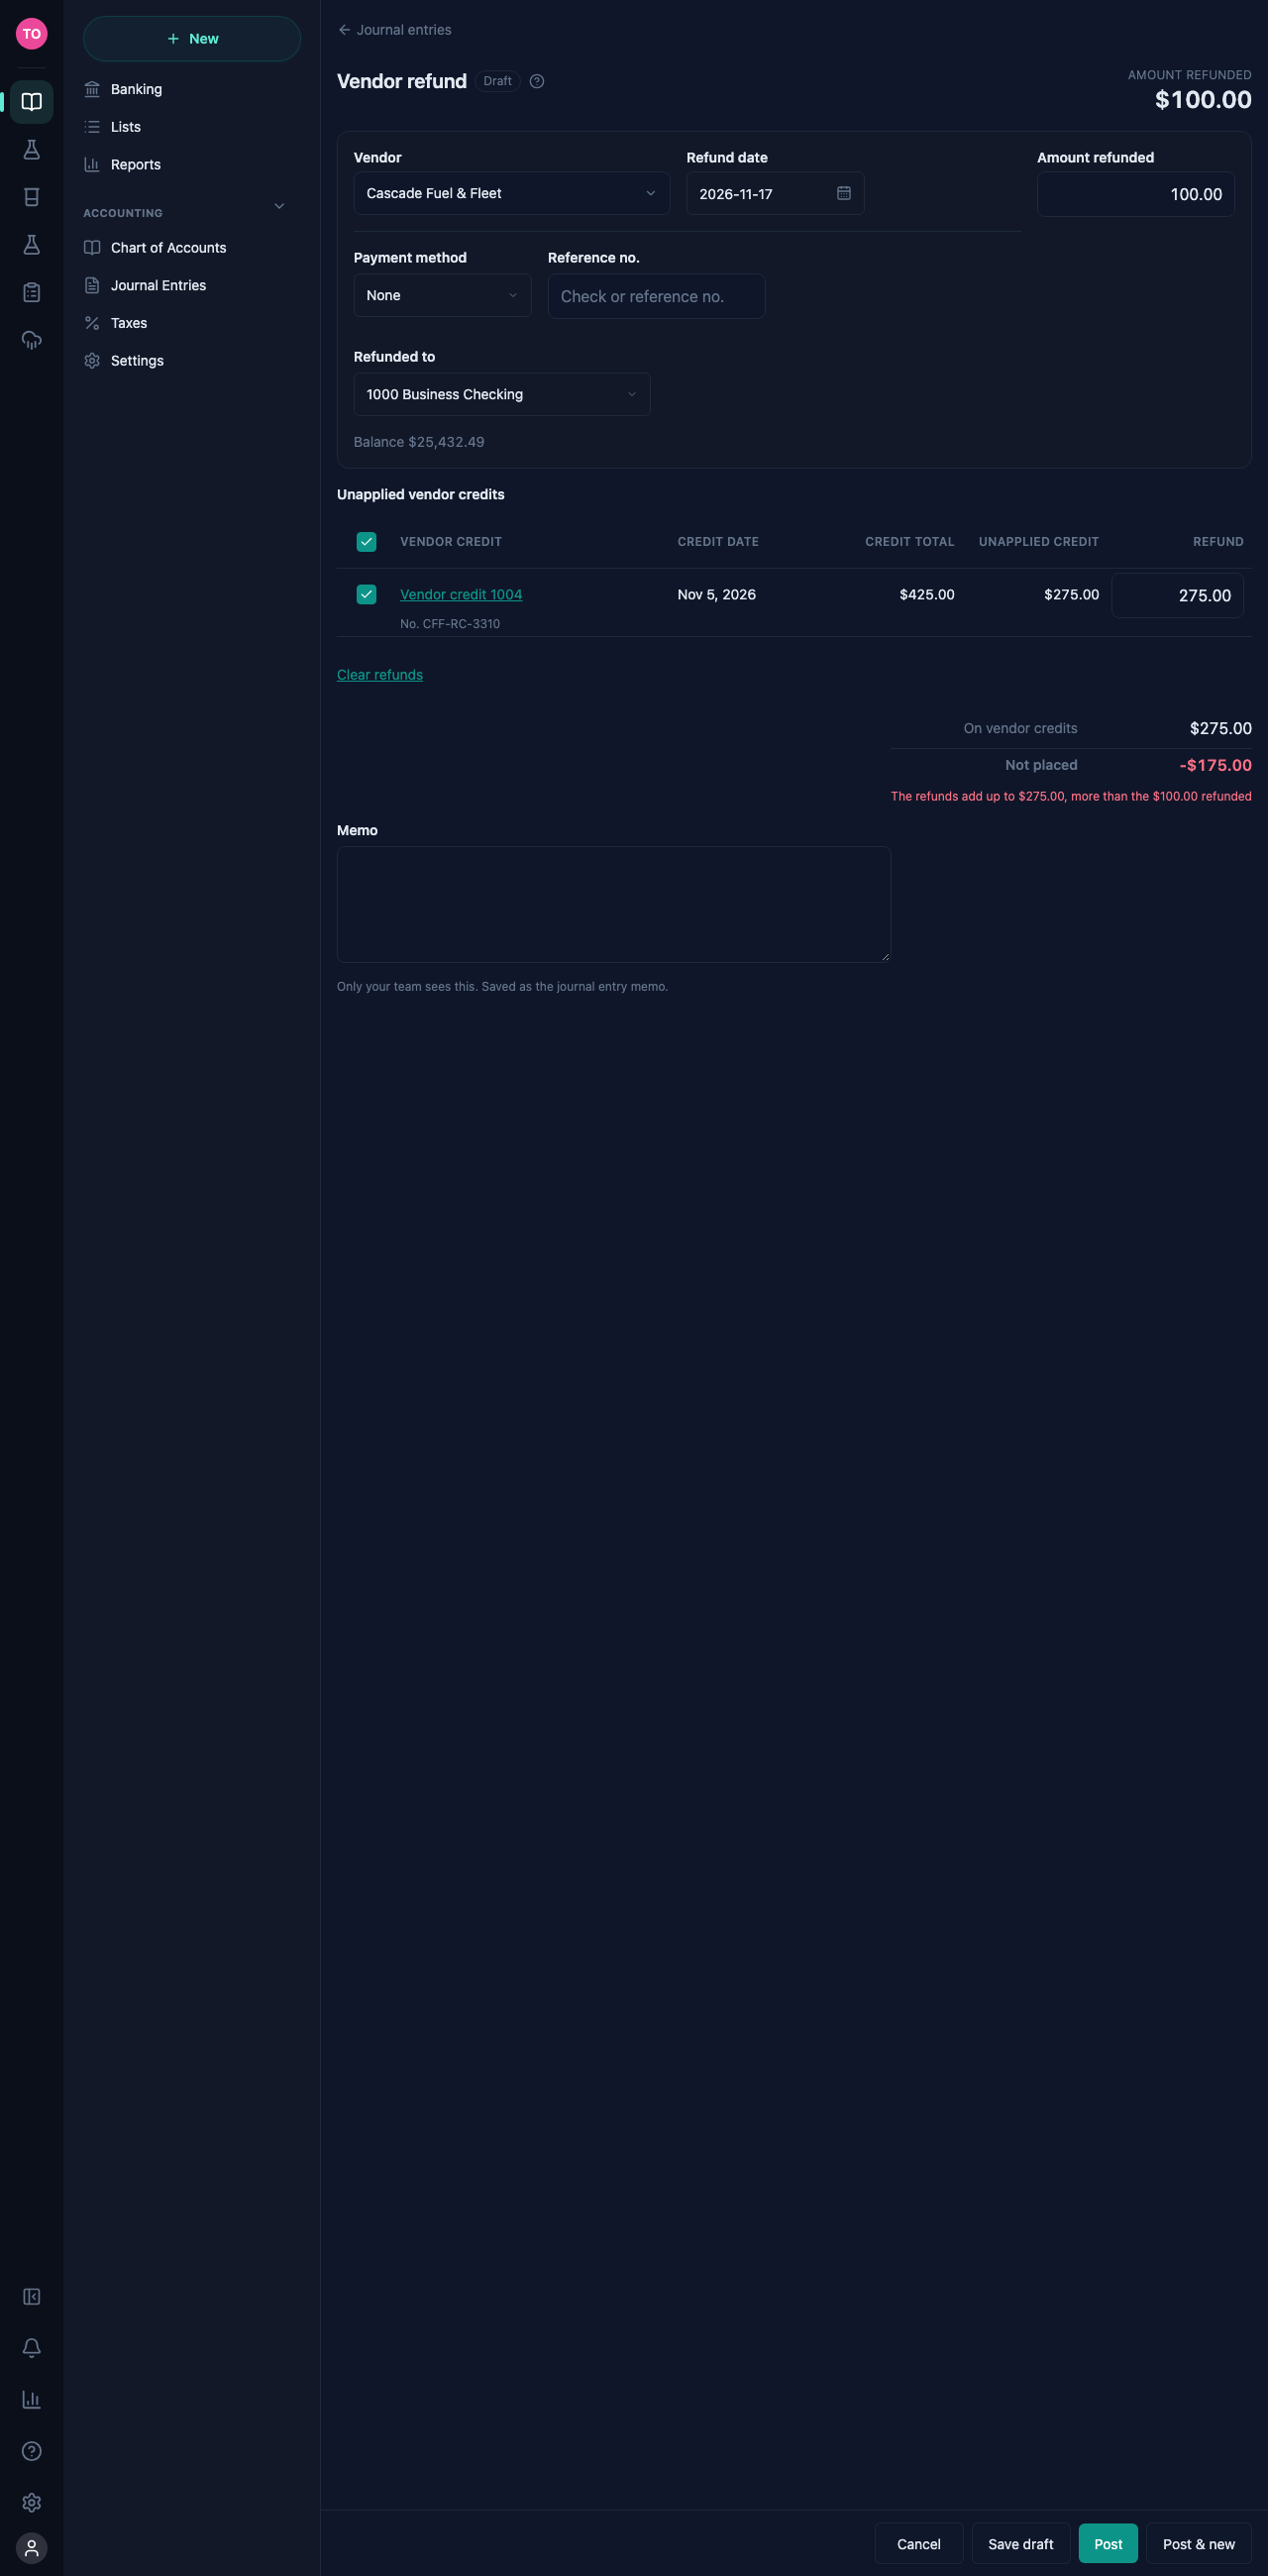 TO
New
Banking
Lists
Reports
ACCOUNTING
Chart of Accounts
Journal Entries
Taxes
Settings
Journal entries
Vendor refund Draft
AMOUNT REFUNDED
$100.00
Vendor Refund date Amount refunded
Cascade Fuel & Fleet 2026-11-17 100.00
Payment method Reference no.
None Check or reference no.
Refunded to
1000 Business Checking
Balance $25,432.49
Unapplied vendor credits
VENDOR CREDIT CREDIT DATE CREDIT TOTAL UNAPPLIED CREDIT REFUND
Vendor credit 1004 Nov 5, 2026 $425.00 $275.00 275.00
No. CFF-RC-3310
Clear refunds
On vendor credits $275.00
Not placed -$175.00
The refunds add up to $275.00, more than the $100.00 refunded
Memo
Only your team sees this. Saved as the journal entry memo.
Cancel Save draft Post Post & new